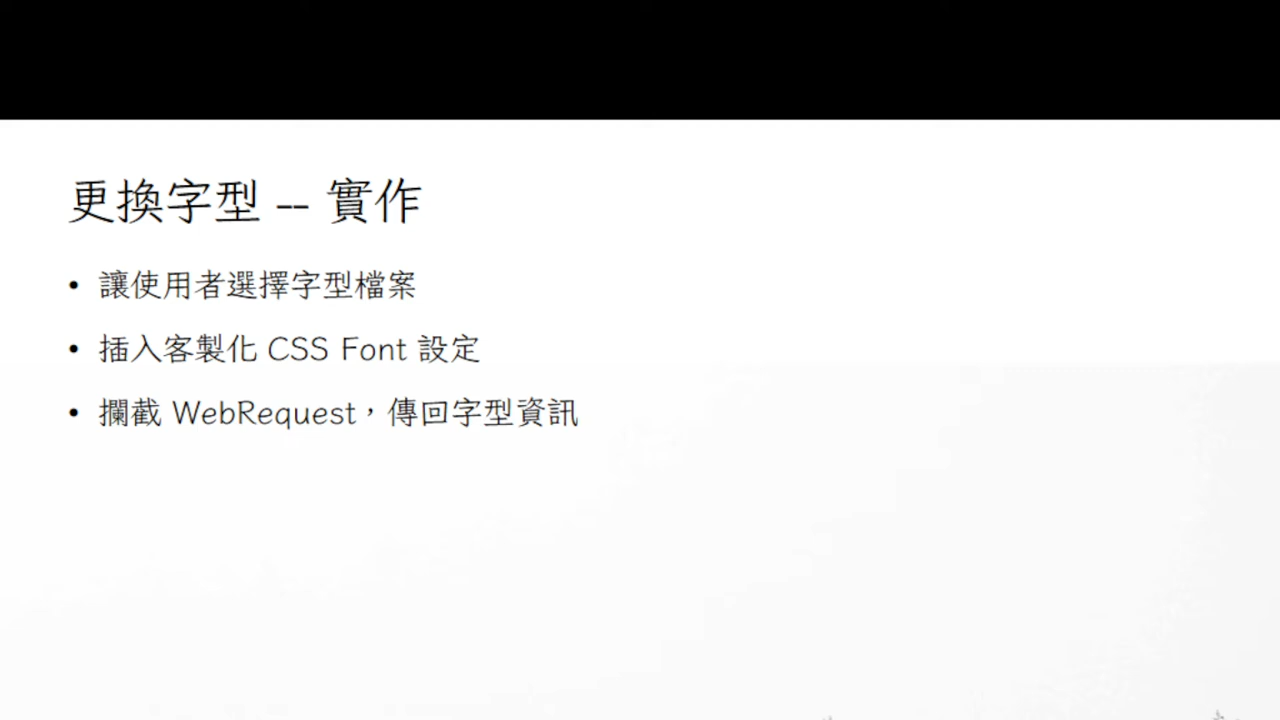 更換字型 -- 實作
• 讓使用者選擇字型檔案
• 插入客製化 CSS Font 設定
• 攔截 WebRequest，傳回字型資訊